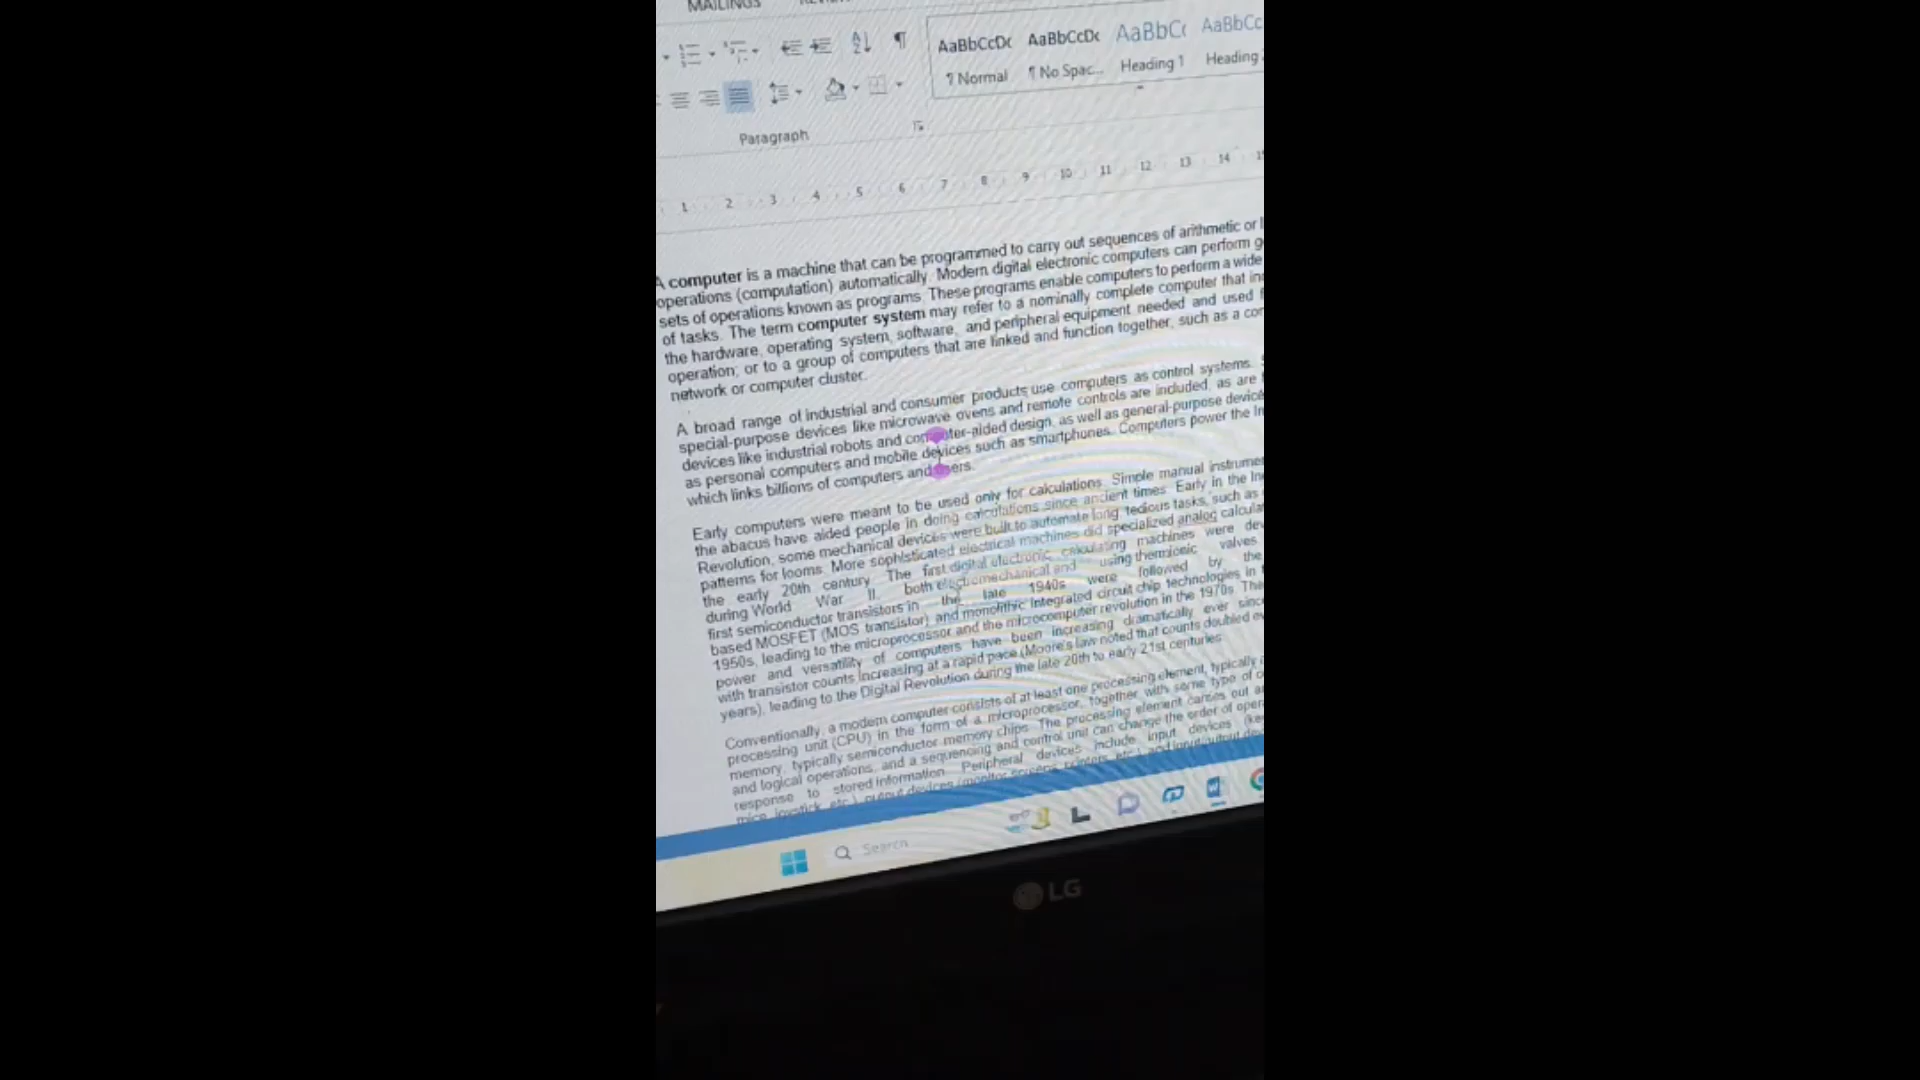 MAILINGS
AaBbCcDc AaBbCcDc AaBbC AaBbCc
¶ Normal ¶ No Spac... Heading 1 Heading
Paragraph
1 2 3 4 5 6 7 8 9 10 11 12 13 14
A computer is a machine that can be programmed to carry out sequences of arithmetic or
operations (computation) automatically. Modern digital electronic computers can perform
sets of operations known as programs. These programs enable computers to perform a wide
of tasks. The term computer system may refer to a nominally complete computer that
the hardware, operating system, software, and peripheral equipment needed and used
operation; or to a group of computers that are linked and function together, such as a
network or computer cluster.
A broad range of industrial and consumer products use computers as control systems.
special-purpose devices like microwave ovens and remote controls are included, as are
devices like industrial robots and computer-aided design, as well as general-purpose
as personal computers and mobile devices such as smartphones. Computers power the
which links billions of computers and users.
Early computers were meant to be used only for calculations. Simple manual
the abacus have aided people in doing calculations since ancient times. Early in the
Revolution, some mechanical devices were built to automate long, tedious tasks, such as
patterns for looms. More sophisticated electrical machines did specialized analog
the early 20th century. The first digital electronic calculating machines were
during World War II, both electromechanical and using thermionic valves
first semiconductor transistors in the late 1940s were followed by the
based MOSFET (MOS transistor) and monolithic integrated circuit chip technologies in
1950s, leading to the microprocessor and the microcomputer revolution in the 1970s.
power and versatility of computers have been increasing dramatically ever
with transistor counts increasing at a rapid pace (Moore's law noted that counts doubled
years), leading to the Digital Revolution during the late 20th to early 21st centuries.
Conventionally, a modern computer consists of at least one processing element, typically
processing unit (CPU) in the form of a microprocessor, together with some type of
memory, typically semiconductor memory chips. The processing element carries out
and logical operations, and a sequencing and control unit can change the order of
response to stored information. Peripheral devices include input devices
mice, joystick, etc.), output devices (monitor screens, printers, etc.), and input/output
Search
LG